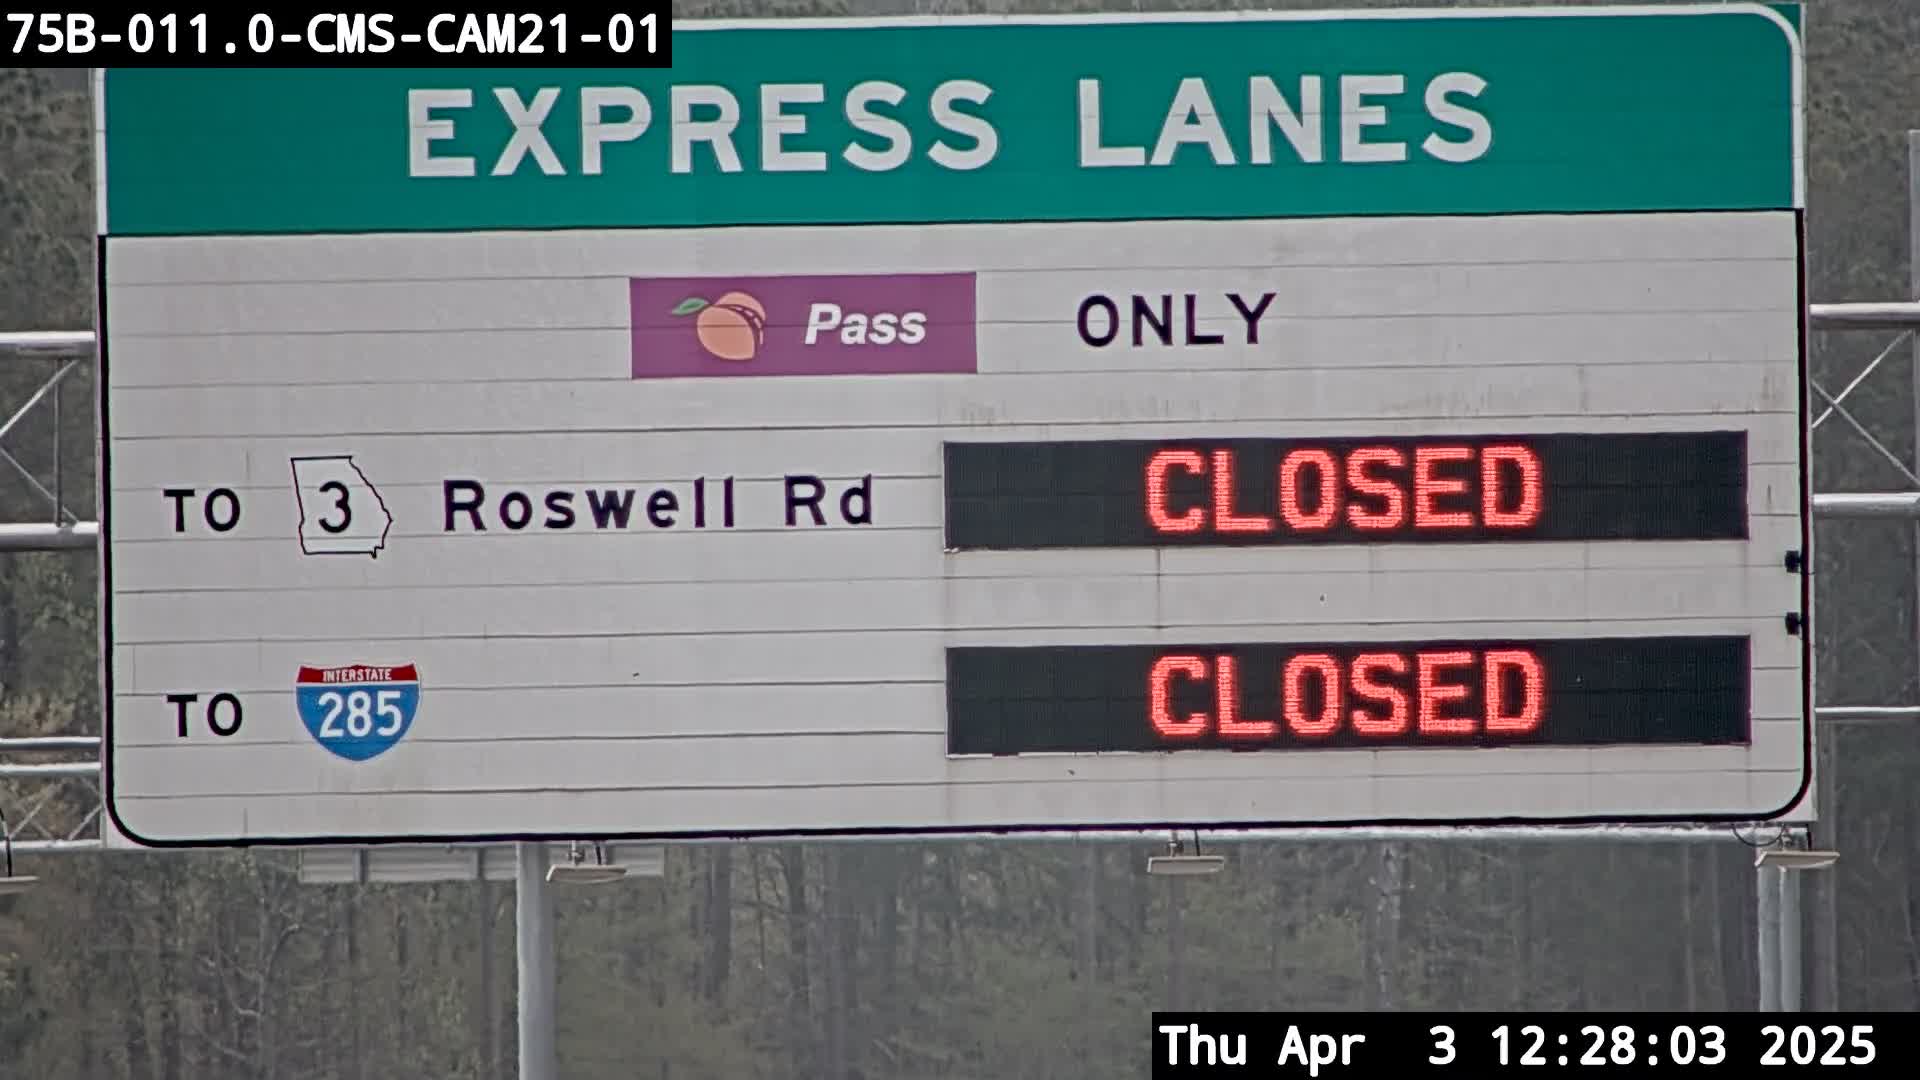 75B-011.0-CMS-CAM21-01
EXPRESS LANES
Pass ONLY
TO 3 Roswell Rd CLOSED
INTERSTATE
TO 285 CLOSED
Thu Apr 3 12:28:03 2025